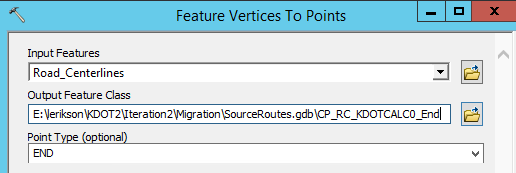 Feature Vertices To Points
Input Features
Road_Centerlines
Output Feature Class
E:\lerikson\KDOT2\Iteration2\Migration\SourceRoutes.gdb\CP_RC_KDOTCALC0_End
Point Type (optional)
END